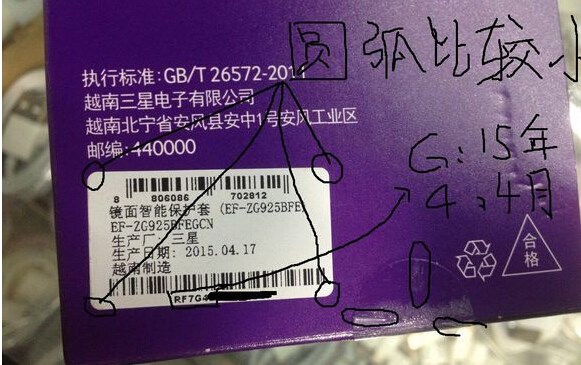 圆弧比较小
执行标准:GB/T 26572-2011
越南三星电子有限公司
越南北宁省安风县安中1号安风工业区
邮编:440000
G:15年
4:4月
8 806086 702812
镜面智能保护套 (EF-ZG925BFE)
EF-ZG925BFEGCN
生产厂:三星
生产日期: 2015.04.17
越南制造
RF7G4
合格